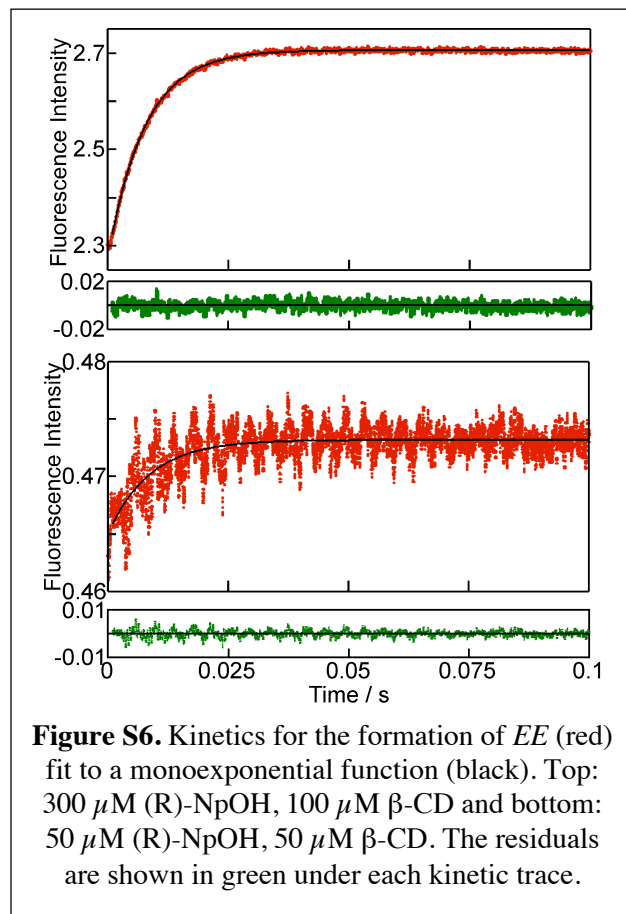 Fluorescence Intensity
2.7
2.5
2.3
0.02
-0.02
Fluorescence Intensity
0.48
0.47
0.46
0.01
-0.01
0 0.025 0.05 0.075 0.1
Time / s
Figure S6. Kinetics for the formation of EE (red)
fit to a monoexponential function (black). Top:
300 µM (R)-NpOH, 100 µM β-CD and bottom:
50 µM (R)-NpOH, 50 µM β-CD. The residuals
are shown in green under each kinetic trace.